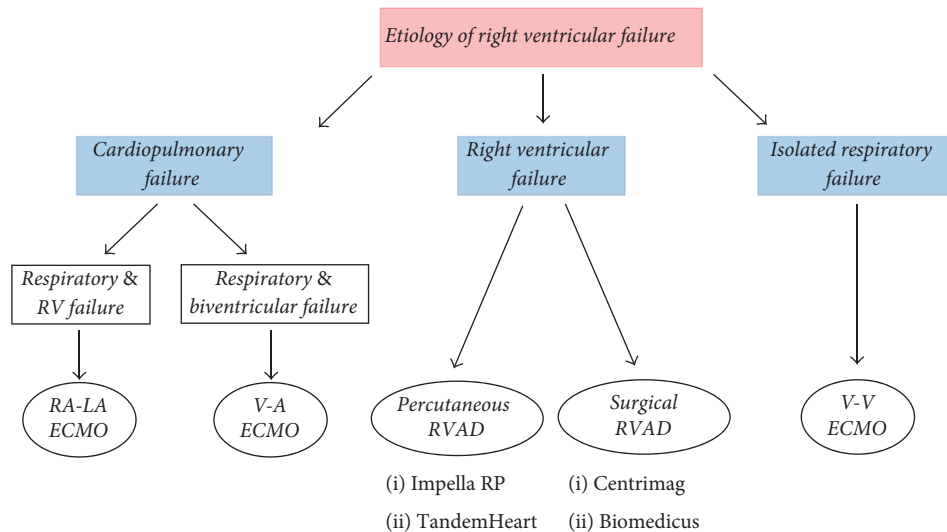 Etiology of right ventricular failure
Cardiopulmonary
failure
Right ventricular
failure
Isolated respiratory
failure
Respiratory &
RV failure
Respiratory &
biventricular failure
RA-LA
ECMO
V-A
ECMO
Percutaneous
RVAD
Surgical
RVAD
V-V
ECMO
(i) Impella RP
(ii) TandemHeart
(i) Centrimag
(ii) Biomedicus